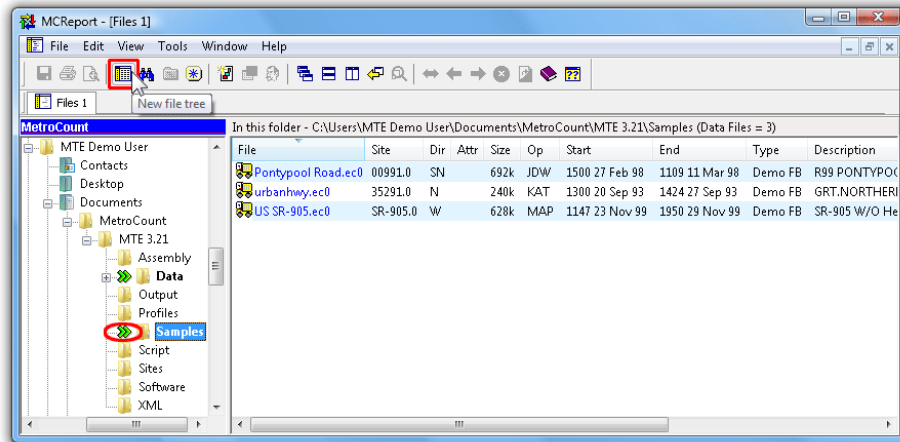 MCReport - [Files 1]
File Edit View Tools Window Help
Files 1
New file tree
MetroCount
In this folder - C:\Users\MTE Demo User\Documents\MetroCount\MTE 3.21\Samples (Data Files = 3)
MTE Demo User
Contacts
Desktop
Documents
MetroCount
MTE 3.21
Assembly
Data
Output
Profiles
Samples
Script
Sites
Software
XML
File Site Dir Attr Size Op Start End Type Description
Pontypool Road.ec0 00991.0 SN 692k JDW 1500 27 Feb 98 1109 11 Mar 98 Demo FB R99 PONTYPO(
urbanhwy.ec0 35291.0 N 240k KAT 1300 20 Sep 93 1424 27 Sep 93 Demo FB GRT.NORTHERI
US SR-905.ec0 SR-905.0 W 628k MAP 1147 23 Nov 99 1950 29 Nov 99 Demo FB SR-905 W/O He